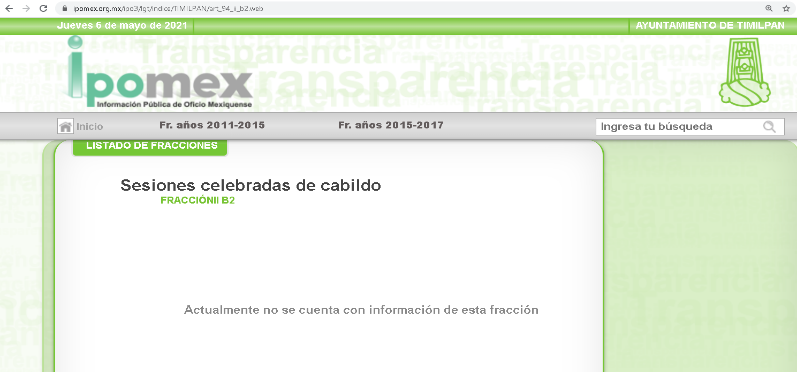 ipomex.org.mx/ipo3/lgt/indice/TIMILPAN/art_94_ii_b2.web
Jueves 6 de mayo de 2021
AYUNTAMIENTO DE TIMILPAN
Transparencia
ipomex
Información Pública de Oficio Mexiquense
Inicio
Fr. años 2011-2015
Fr. años 2015-2017
Ingresa tu búsqueda
LISTADO DE FRACCIONES
Sesiones celebradas de cabildo
FRACCIÓNII B2
Actualmente no se cuenta con información de esta fracción